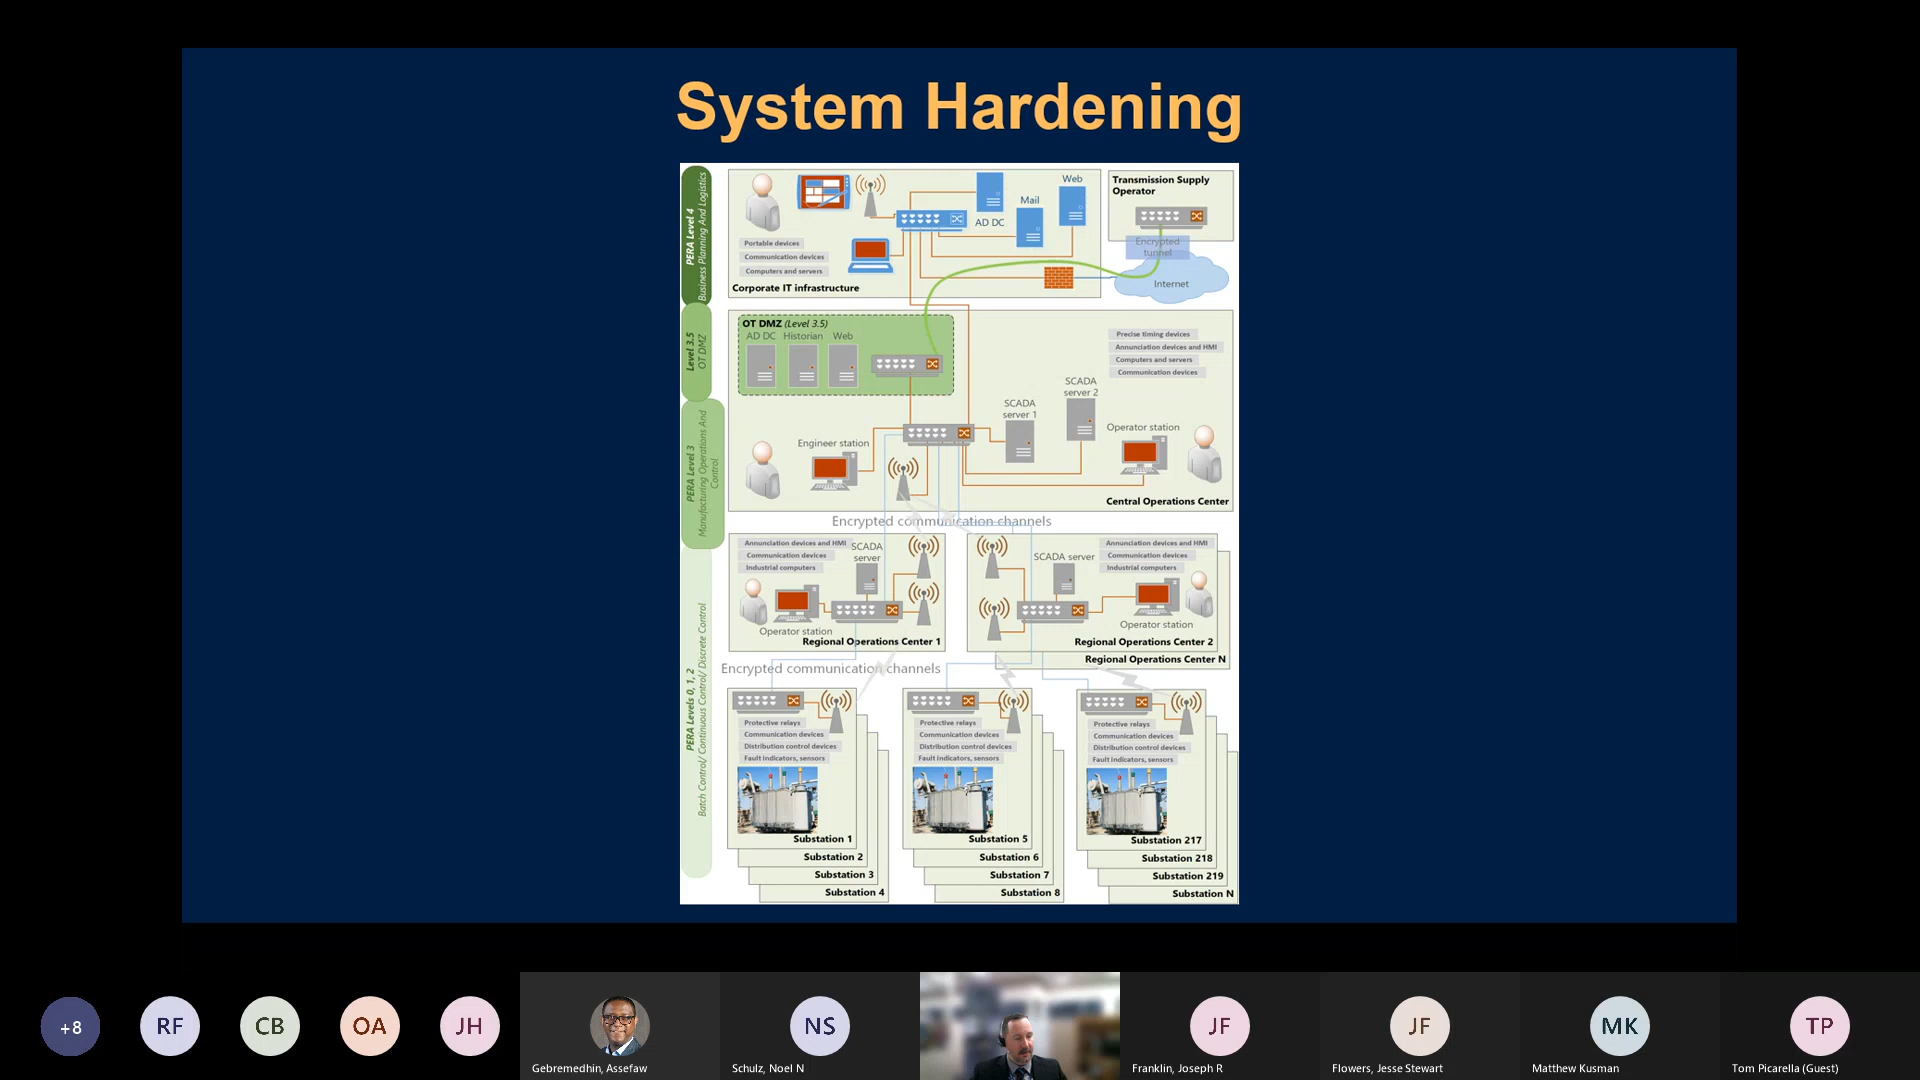 System Hardening
PERA Level 4
Business Planning And Logistics
Portable devices
Communication devices
Computers and servers
Corporate IT infrastructure
AD DC
Mail
Web
Transmission Supply
Operator
Encrypted
tunnel
Internet
Level 3.5
OT DMZ
OT DMZ (Level 3.5)
AD DC
Historian
Web
Precise timing devices
Annunciation devices and HMI
Computers and servers
Communication devices
PERA Level 3
Manufacturing Operations And
Control
Engineer station
SCADA
server 1
SCADA
server 2
Operator station
Central Operations Center
Encrypted communication channels
PERA Levels 0, 1, 2
Batch Control/ Continuous Control/ Discrete Control
Annunciation devices and HMI
Communication devices
Industrial computers
SCADA
server
Operator station
Regional Operations Center 1
SCADA server
Annunciation devices and HMI
Communication devices
Industrial computers
Operator station
Regional Operations Center 2
Regional Operations Center N
Encrypted communication channels
Protective relays
Communication devices
Distribution control devices
Fault indicators, sensors
Substation 1
Substation 2
Substation 3
Substation 4
Protective relays
Communication devices
Distribution control devices
Fault indicators, sensors
Substation 5
Substation 6
Substation 7
Substation 8
Protective relays
Communication devices
Distribution control devices
Fault indicators, sensors
Substation 217
Substation 218
Substation 219
Substation N
+8
RF
CB
OA
JH
Gebremedhin, Assefaw
NS
Schulz, Noel N
JF
Franklin, Joseph R
JF
Flowers, Jesse Stewart
MK
Matthew Kusman
TP
Tom Picarella (Guest)